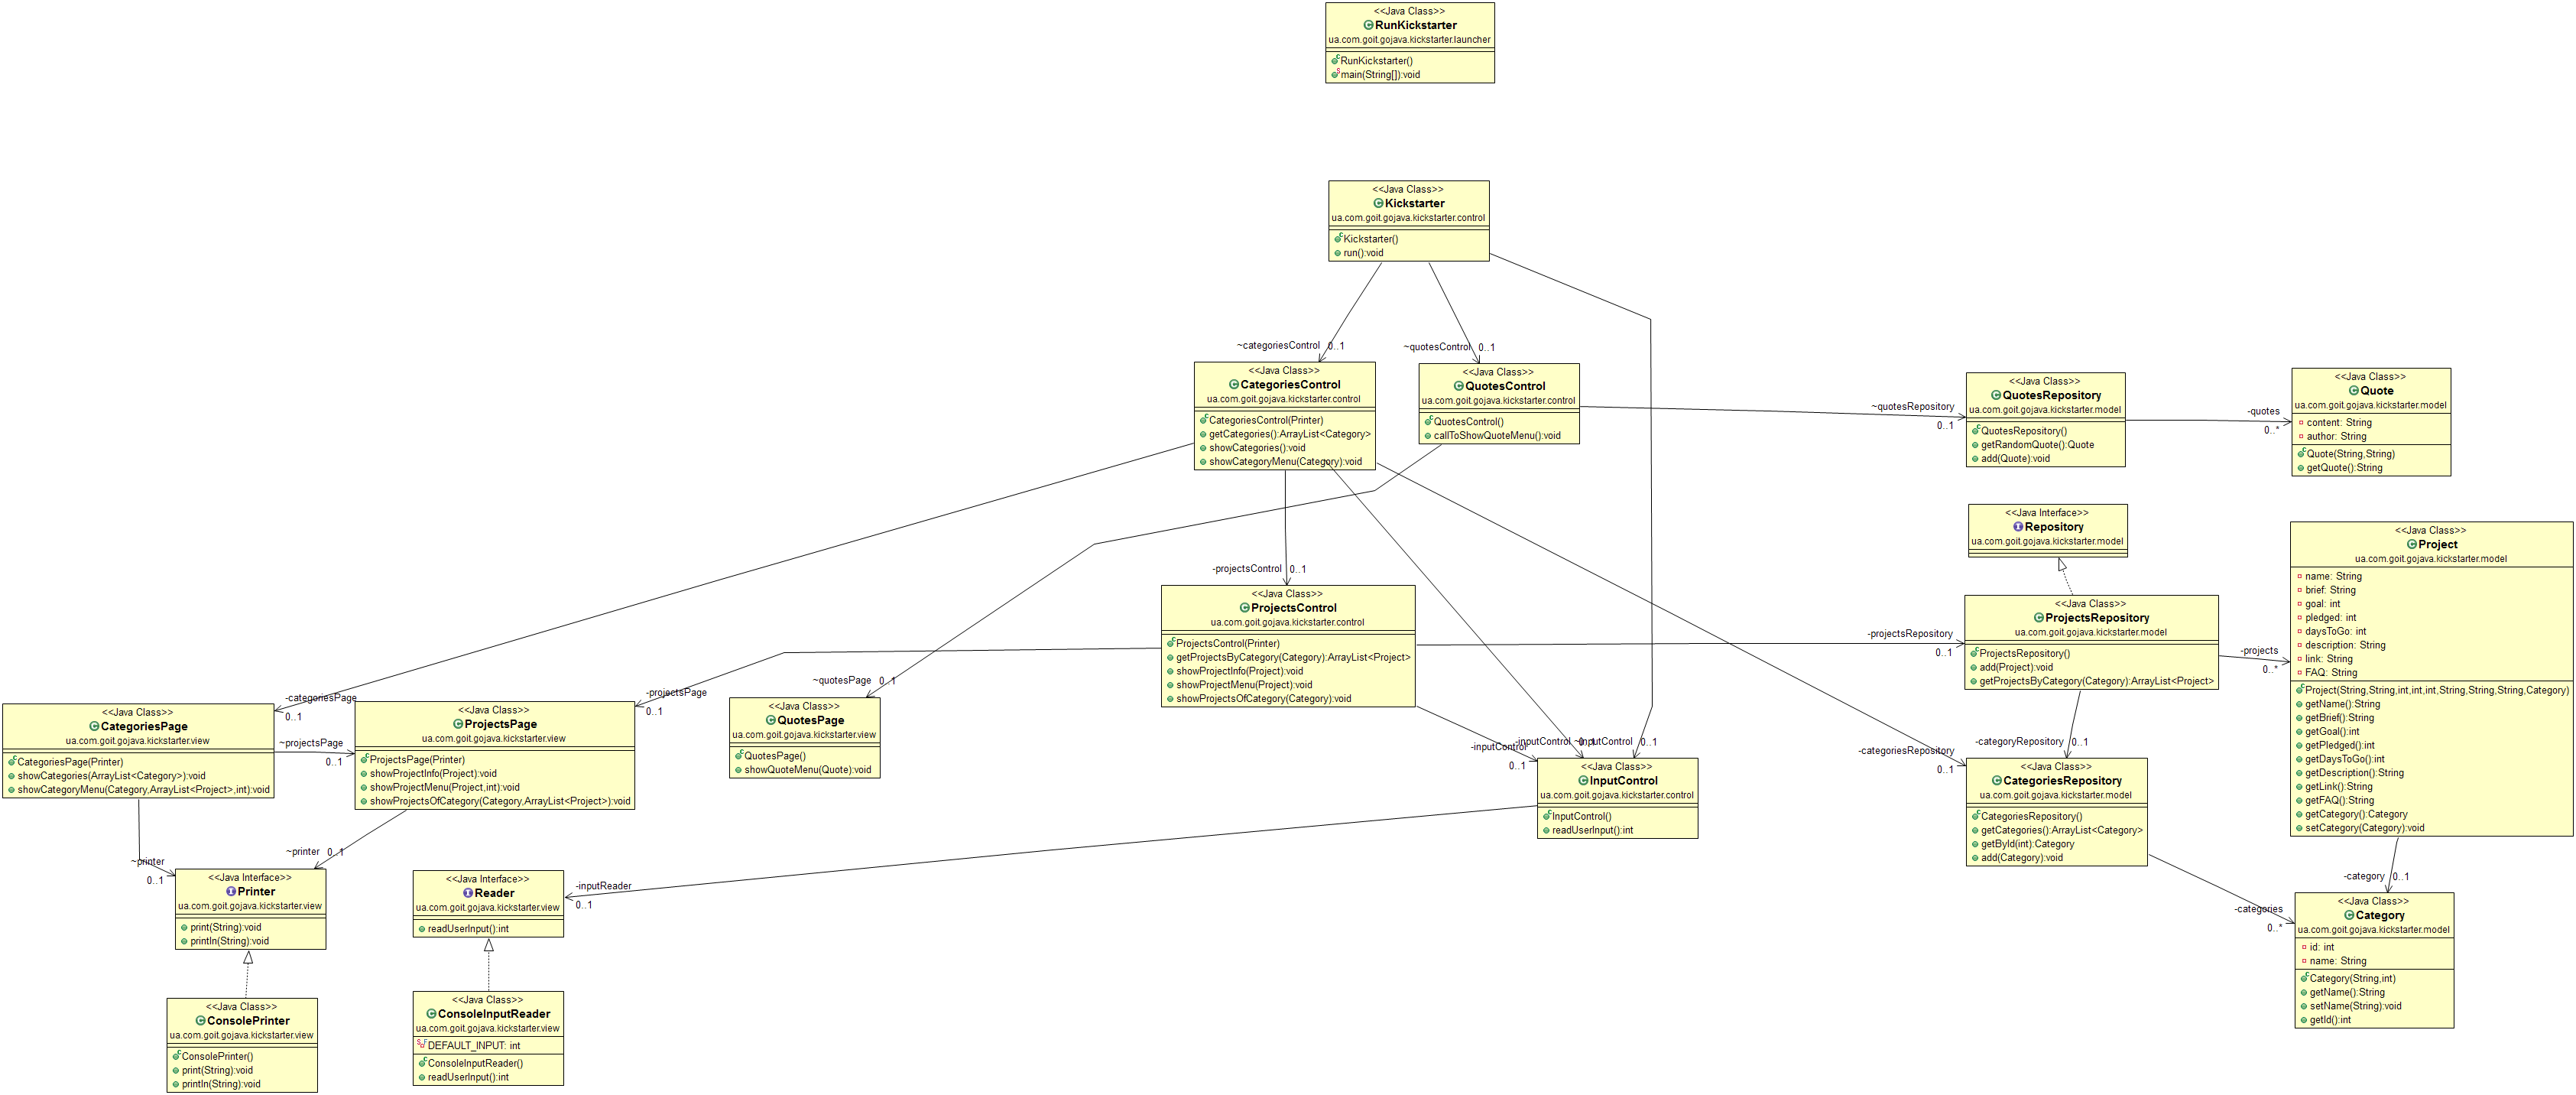 <<Java Class>>
RunKickstarter
ua.com.goit.gojava.kickstarter.launcher
RunKickstarter()
main(String[]):void
<<Java Class>>
Kickstarter
ua.com.goit.gojava.kickstarter.control
Kickstarter()
run():void
~categoriesControl 0..1
~quotesControl 0..1
<<Java Class>>
CategoriesControl
ua.com.goit.gojava.kickstarter.control
CategoriesControl(Printer)
getCategories():ArrayList<Category>
showCategories():void
showCategoryMenu(Category):void
<<Java Class>>
QuotesControl
ua.com.goit.gojava.kickstarter.control
QuotesControl()
callToShowQuoteMenu():void
~quotesRepository
0..1
<<Java Class>>
QuotesRepository
ua.com.goit.gojava.kickstarter.model
QuotesRepository()
getRandomQuote():Quote
add(Quote):void
-quotes
0..*
<<Java Class>>
Quote
ua.com.goit.gojava.kickstarter.model
content: String
author: String
Quote(String,String)
getQuote():String
<<Java Interface>>
Repository
ua.com.goit.gojava.kickstarter.model
-projectsControl 0..1
<<Java Class>>
ProjectsControl
ua.com.goit.gojava.kickstarter.control
ProjectsControl(Printer)
getProjectsByCategory(Category):ArrayList<Project>
showProjectInfo(Project):void
showProjectMenu(Project):void
showProjectsOfCategory(Category):void
-projectsRepository
0..1
<<Java Class>>
ProjectsRepository
ua.com.goit.gojava.kickstarter.model
ProjectsRepository()
add(Project):void
getProjectsByCategory(Category):ArrayList<Project>
-projects
0..*
<<Java Class>>
Project
ua.com.goit.gojava.kickstarter.model
name: String
brief: String
goal: int
pledged: int
daysToGo: int
description: String
link: String
FAQ: String
Project(String,String,int,int,int,String,String,String,Category)
getName():String
getBrief():String
getGoal():int
getPledged():int
getDaysToGo():int
getDescription():String
getLink():String
getFAQ():String
getCategory():Category
setCategory(Category):void
-categoriesPage
0..1
<<Java Class>>
CategoriesPage
ua.com.goit.gojava.kickstarter.view
CategoriesPage(Printer)
showCategories(ArrayList<Category>):void
showCategoryMenu(Category,ArrayList<Project>,int):void
~projectsPage
0..1
-projectsPage
0..1
<<Java Class>>
ProjectsPage
ua.com.goit.gojava.kickstarter.view
ProjectsPage(Printer)
showProjectInfo(Project):void
showProjectMenu(Project,int):void
showProjectsOfCategory(Category,ArrayList<Project>):void
~quotesPage 0..1
<<Java Class>>
QuotesPage
ua.com.goit.gojava.kickstarter.view
QuotesPage()
showQuoteMenu(Quote):void
-inputControl
0..1
-inputControl
~inputControl
0..1
<<Java Class>>
InputControl
ua.com.goit.gojava.kickstarter.control
InputControl()
readUserInput():int
-categoryRepository 0..1
-categoriesRepository
0..1
<<Java Class>>
CategoriesRepository
ua.com.goit.gojava.kickstarter.model
CategoriesRepository()
getCategories():ArrayList<Category>
getById(int):Category
add(Category):void
~printer
0..1
~printer 0..1
<<Java Interface>>
Printer
ua.com.goit.gojava.kickstarter.view
print(String):void
println(String):void
-inputReader
0..1
<<Java Interface>>
Reader
ua.com.goit.gojava.kickstarter.view
readUserInput():int
-category 0..1
-categories
0..*
<<Java Class>>
Category
ua.com.goit.gojava.kickstarter.model
id: int
name: String
Category(String,int)
getName():String
setName(String):void
getId():int
<<Java Class>>
ConsolePrinter
ua.com.goit.gojava.kickstarter.view
ConsolePrinter()
print(String):void
println(String):void
<<Java Class>>
ConsoleInputReader
ua.com.goit.gojava.kickstarter.view
DEFAULT_INPUT: int
ConsoleInputReader()
readUserInput():int